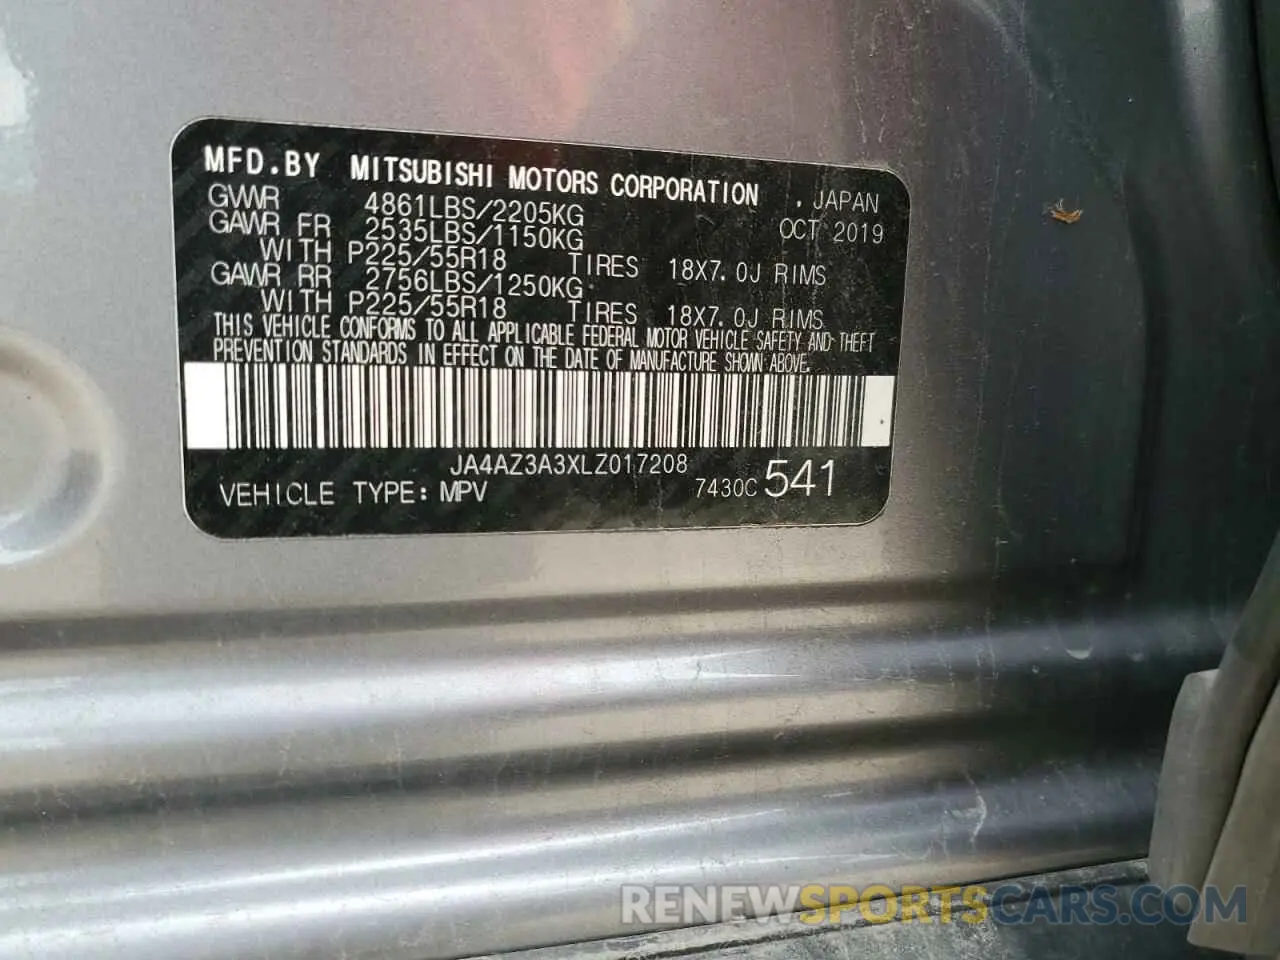 MFD.BY MITSUBISHI MOTORS CORPORATION , JAPAN
GWWR 4861LBS/2205KG OCT 2019
GAWR FR 2535LBS/1150KG
WITH P225/55R18 TIRES 18X7.0J RIMS
GAWR RR 2756LBS/1250KG
WITH P225/55R18 TIRES 18X7.0J RIMS
THIS VEHICLE CONFORMS TO ALL APPLICABLE FEDERAL MOTOR VEHICLE SAFETY AND THEFT
PREVENTION STANDARDS IN EFFECT ON THE DATE OF MANUFACTURE SHOWN ABOVE.
JA4AZ3A3XLZ017208
VEHICLE TYPE: MPV 7430C 541
RENEWSPORTSCARS.COM